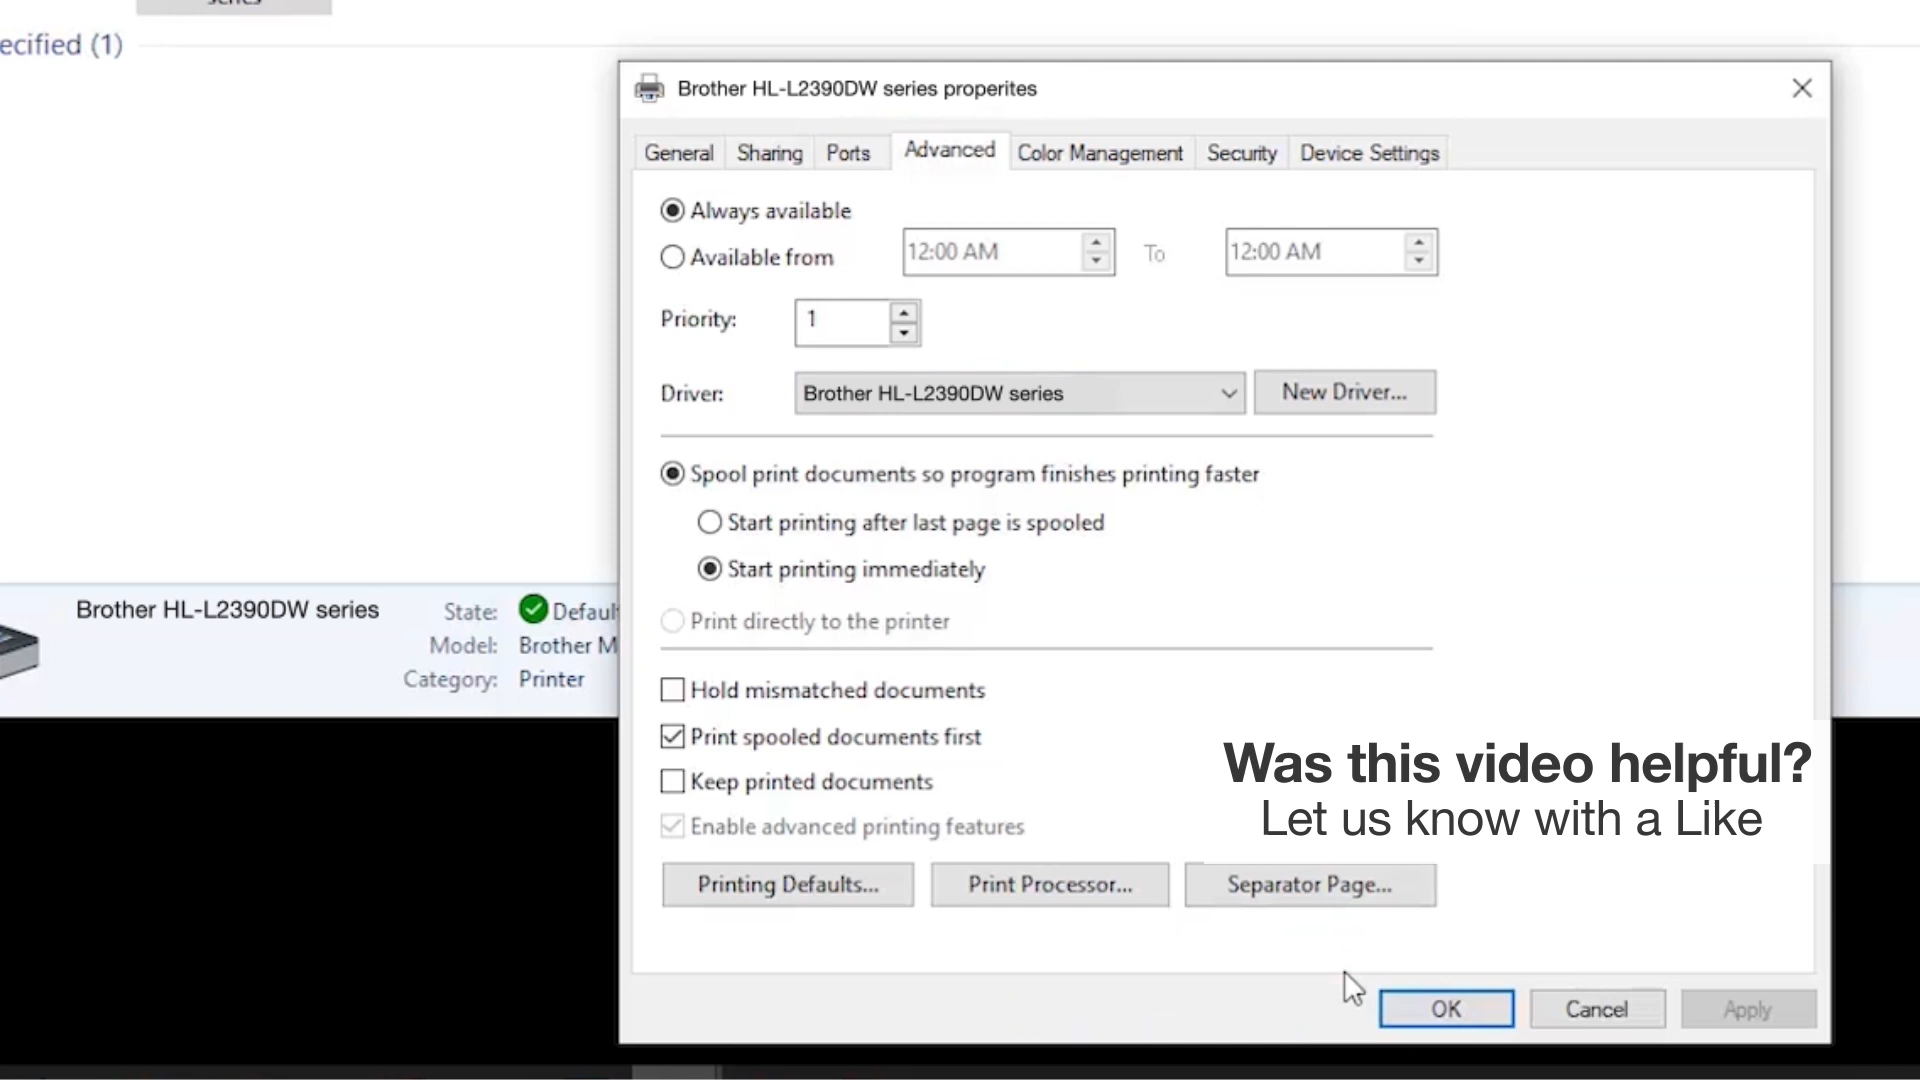 series
ecified (1)
Brother HL-L2390DW series properites
General Sharing Ports Advanced Color Management Security Device Settings
Always available
Available from 12:00 AM To 12:00 AM
Priority: 1
Driver: Brother HL-L2390DW series New Driver...
Spool print documents so program finishes printing faster
Start printing after last page is spooled
Start printing immediately
Print directly to the printer
Hold mismatched documents
Print spooled documents first
Keep printed documents
Enable advanced printing features
Printing Defaults... Print Processor... Separator Page...
OK Cancel Apply
Brother HL-L2390DW series State: Defaul
Model: Brother M
Category: Printer
Was this video helpful?
Let us know with a Like